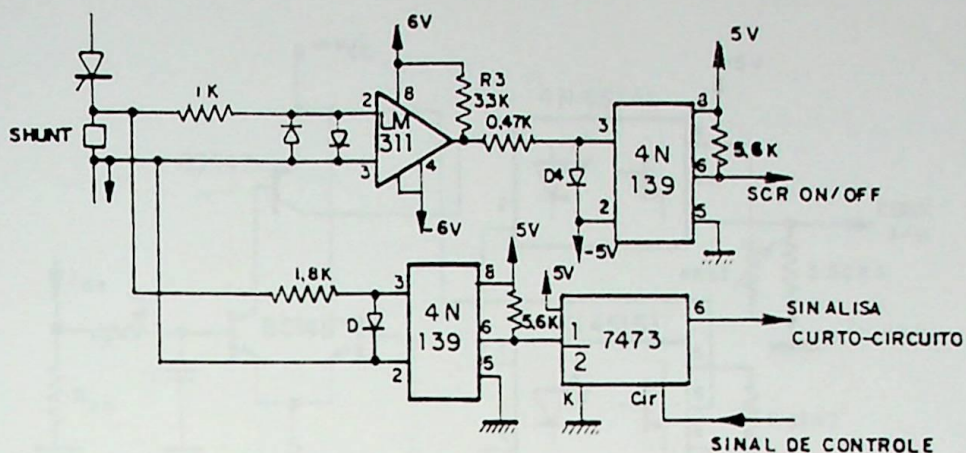 6V
5V
1K
2
8
R3
3.3K
0,47K
8
SHUNT
LM
311
3
4N
139
5,6K
6
3
4
D4
SCR ON/OFF
2
5
-6V
-5V
5V
1,8K
3
4N
139
8
5V
5.6K
6
SINALISA
CURTO-CIRCUITO
D
6
1
2
7473
2
5
K
Clr
SINAL DE CONTROLE